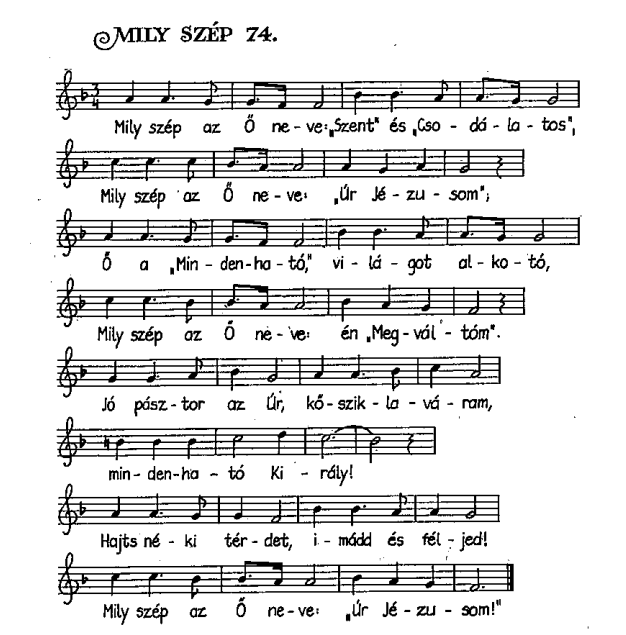 MILY SZÉP 74.
3
4
Mily szép az Ő ne-ve: „Szent" és „Cso-dá-la-tos",
Mily szép az Ő ne-ve: „Úr Jé-zu-som";
Ő a „Min-den-ha-tó," vi-lá-got al-ko-tó,
Mily szép az Ő ne-ve: én „Meg-vál-tóm".
Jó pász-tor az Úr, kő-szik-la-vá-ram,
min-den-ha-tó Ki-rály!
Hajts né-ki tér-det, i-mádd és fél-jed!
Mily szép az Ő ne-ve: „Úr Jé-zu-som!"